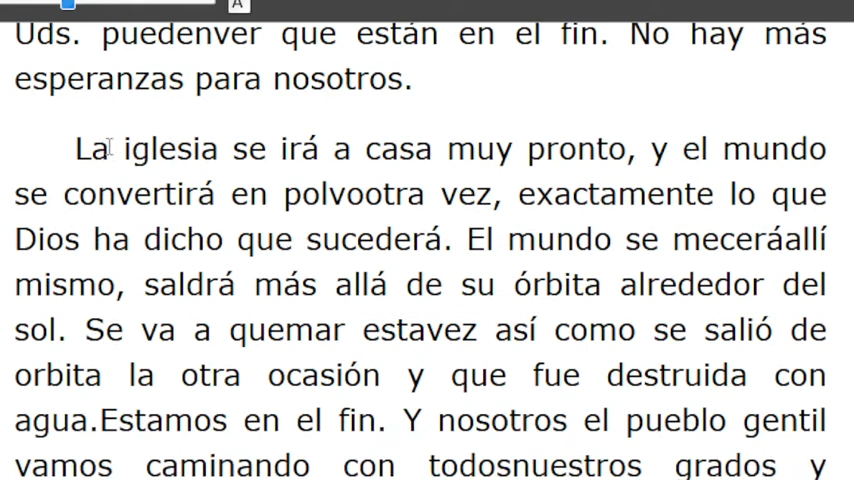 A
Uds. puedenver que están en el fin. No hay más
esperanzas para nosotros.
La iglesia se irá a casa muy pronto, y el mundo
se convertirá en polvootra vez, exactamente lo que
Dios ha dicho que sucederá. El mundo se meceráallí
mismo, saldrá más allá de su órbita alrededor del
sol. Se va a quemar estavez así como se salió de
orbita la otra ocasión y que fue destruida con
agua.Estamos en el fin. Y nosotros el pueblo gentil
vamos caminando con todosnuestros grados y